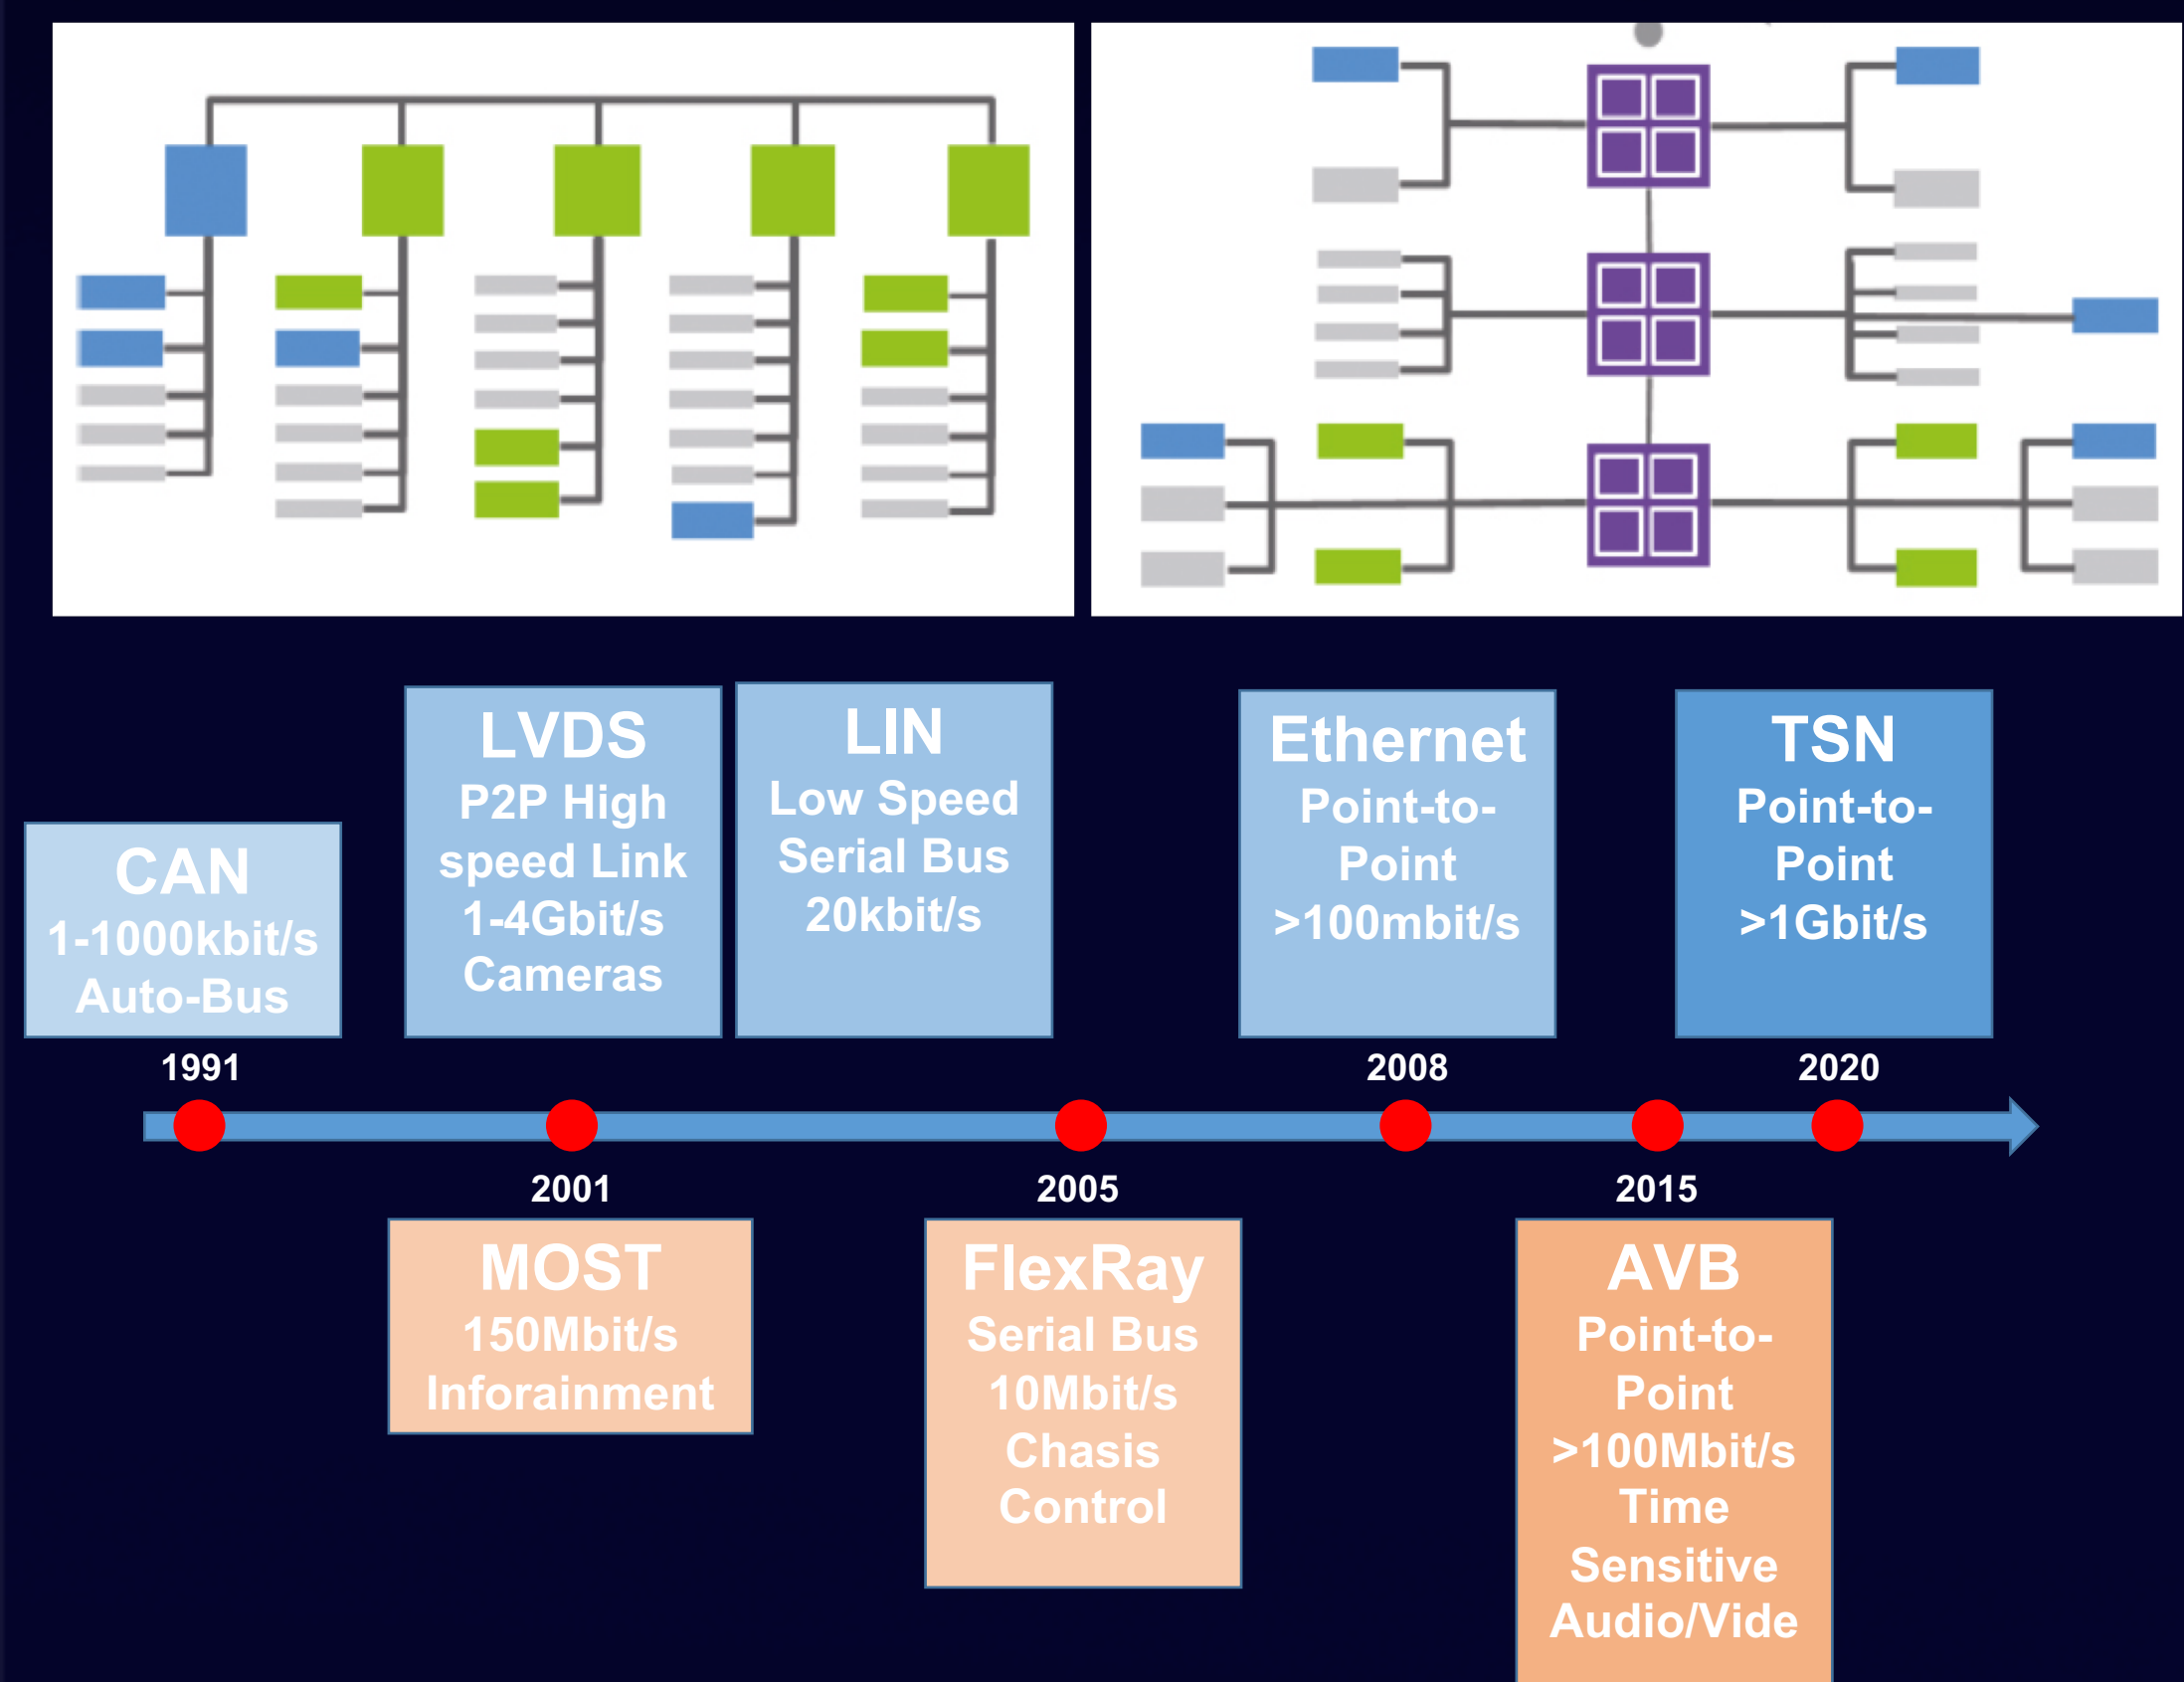 CAN
1-1000kbit/s
Auto-Bus
LVDS
P2P High
speed Link
1-4Gbit/s
Cameras
LIN
Low Speed
Serial Bus
20kbit/s
Ethernet
Point-to-
Point
>100mbit/s
TSN
Point-to-
Point
>1Gbit/s
1991
2008
2020
2001
2005
2015
MOST
150Mbit/s
Inforainment
FlexRay
Serial Bus
10Mbit/s
Chasis
Control
AVB
Point-to-
Point
>100Mbit/s
Time
Sensitive
Audio/Vide